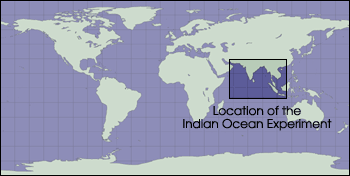 Location of the
Indian Ocean Experiment